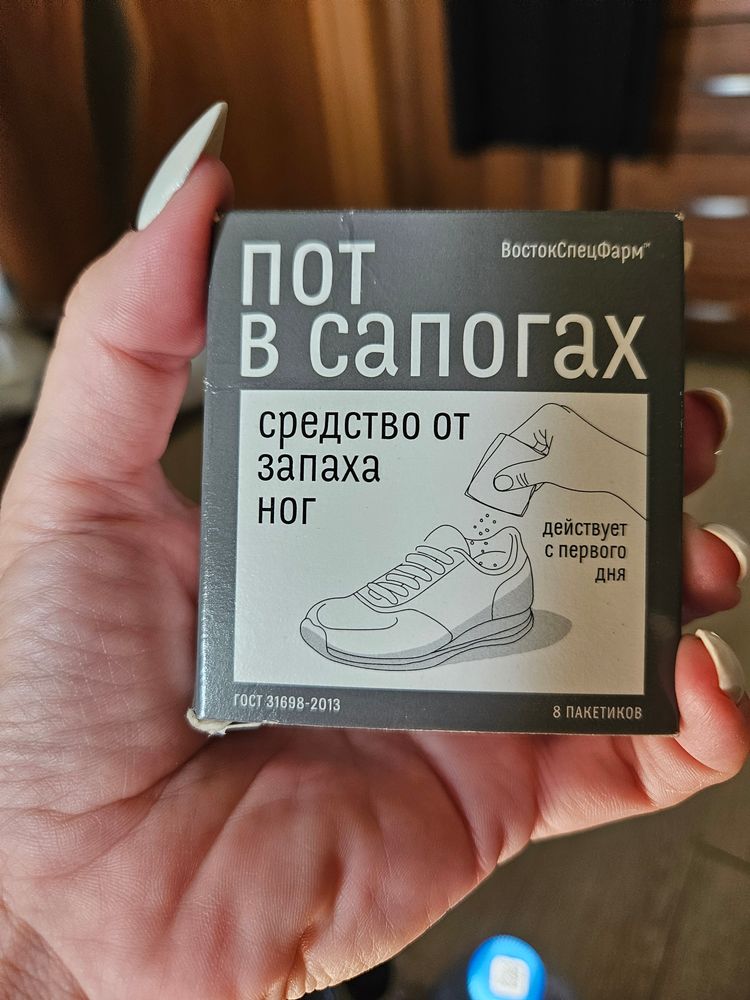 ВостокСпецФарм™
пот
в сапогах
средство от
запаха
ног
действует
с первого
дня
ГОСТ 31698-2013
8 ПАКЕТИКОВ